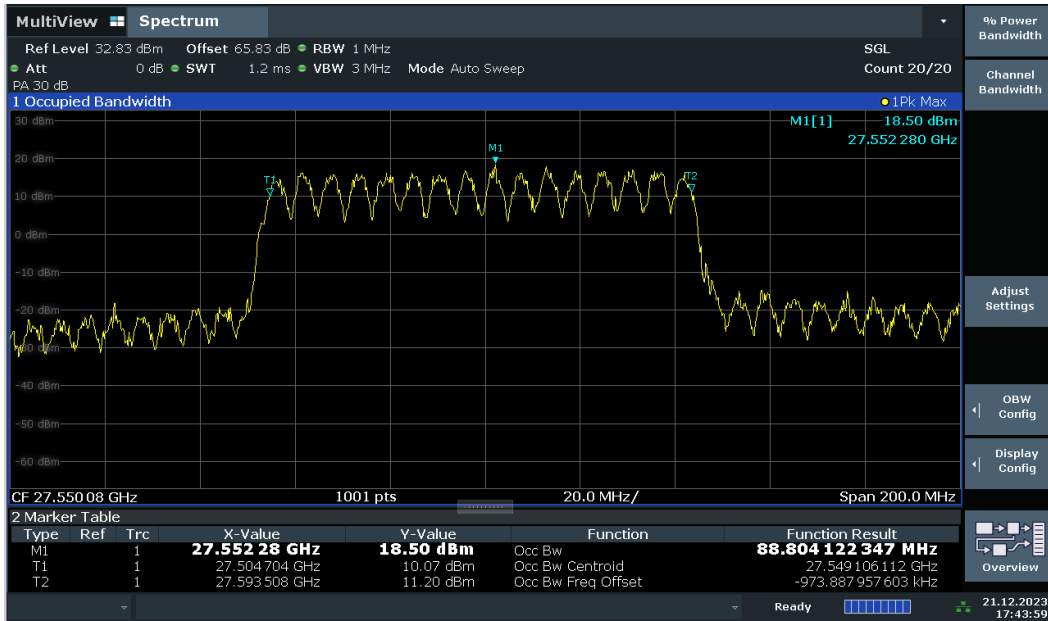 MultiView Spectrum
Ref Level 32.83 dBm Offset 65.83 dB RBW 1 MHz SGL
Att 0 dB SWT 1.2 ms VBW 3 MHz Mode Auto Sweep Count 20/20
PA 30 dB
1 Occupied Bandwidth 1Pk Max
30 dBm M1[1] 18.50 dBm
27.552 280 GHz
M1
20 dBm
T1 T2
10 dBm
0 dBm
-10 dBm
-20 dBm
-30 dBm
-40 dBm
-50 dBm
-60 dBm
CF 27.550 08 GHz 1001 pts 20.0 MHz/ Span 200.0 MHz
2 Marker Table
Type Ref Trc X-Value Y-Value Function Function Result
M1 1 27.552 28 GHz 18.50 dBm Occ Bw 88.804 122 347 MHz
T1 1 27.504 704 GHz 10.07 dBm Occ Bw Centroid 27.549 106 112 GHz
T2 1 27.593 508 GHz 11.20 dBm Occ Bw Freq Offset -973.887 957 603 kHz
Ready 21.12.2023
17:43:59
% Power
Bandwidth
Channel
Bandwidth
Adjust
Settings
OBW
Config
Display
Config
Overview